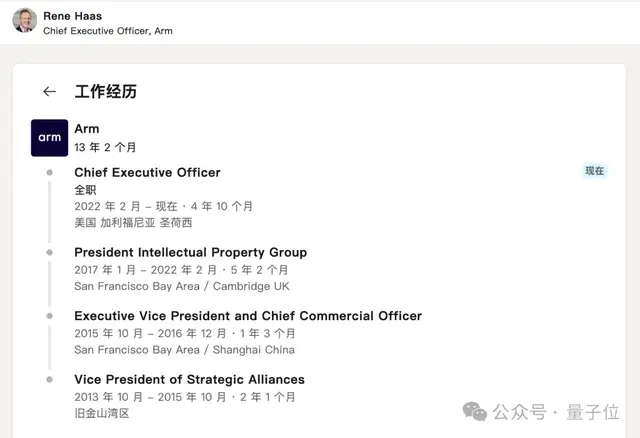 Rene Haas
Chief Executive Officer, Arm
工作经历
arm
Arm
13 年 2 个月
Chief Executive Officer
现在
全职
2022 年 2 月 – 现在 · 4 年 10 个月
美国 加利福尼亚 圣荷西
President Intellectual Property Group
2017 年 1 月 – 2022 年 2 月 · 5 年 2 个月
San Francisco Bay Area / Cambridge UK
Executive Vice President and Chief Commercial Officer
2015 年 10 月 – 2016 年 12 月 · 1 年 3 个月
San Francisco Bay Area / Shanghai China
Vice President of Strategic Alliances
2013 年 10 月 – 2015 年 10 月 · 2 年 1 个月
旧金山湾区
公众号 · 量子位